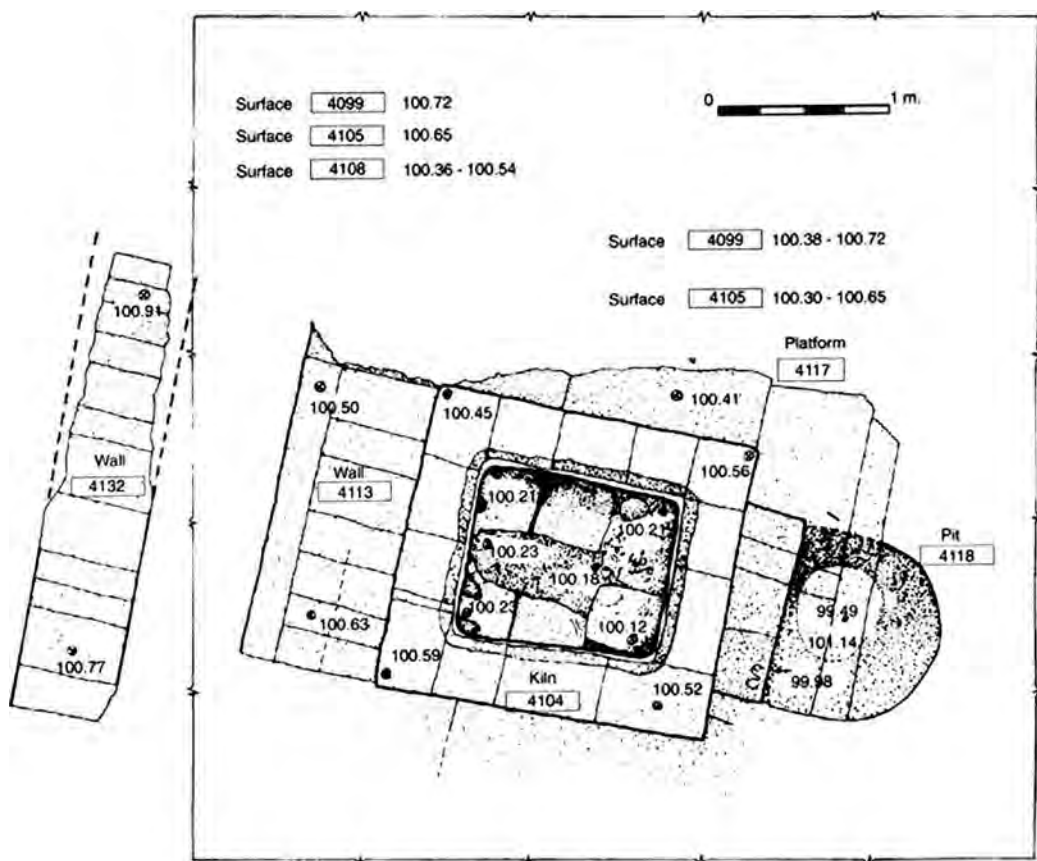 Surface 4099 100.72
0 1 m.
Surface 4105 100.65
Surface 4108 100.36 - 100.54
Surface 4099 100.38 - 100.72
Surface 4105 100.30 - 100.65
100.91
Platform
4117
100.50
100.45
100.41
Wall
4132
Wall
4113
100.56
100.21
100.21
Pit
4118
100.23
100.18
100.23
100.12
99.49
101.14
100.63
100.77
100.59
Kiln
4104
100.52
99.98